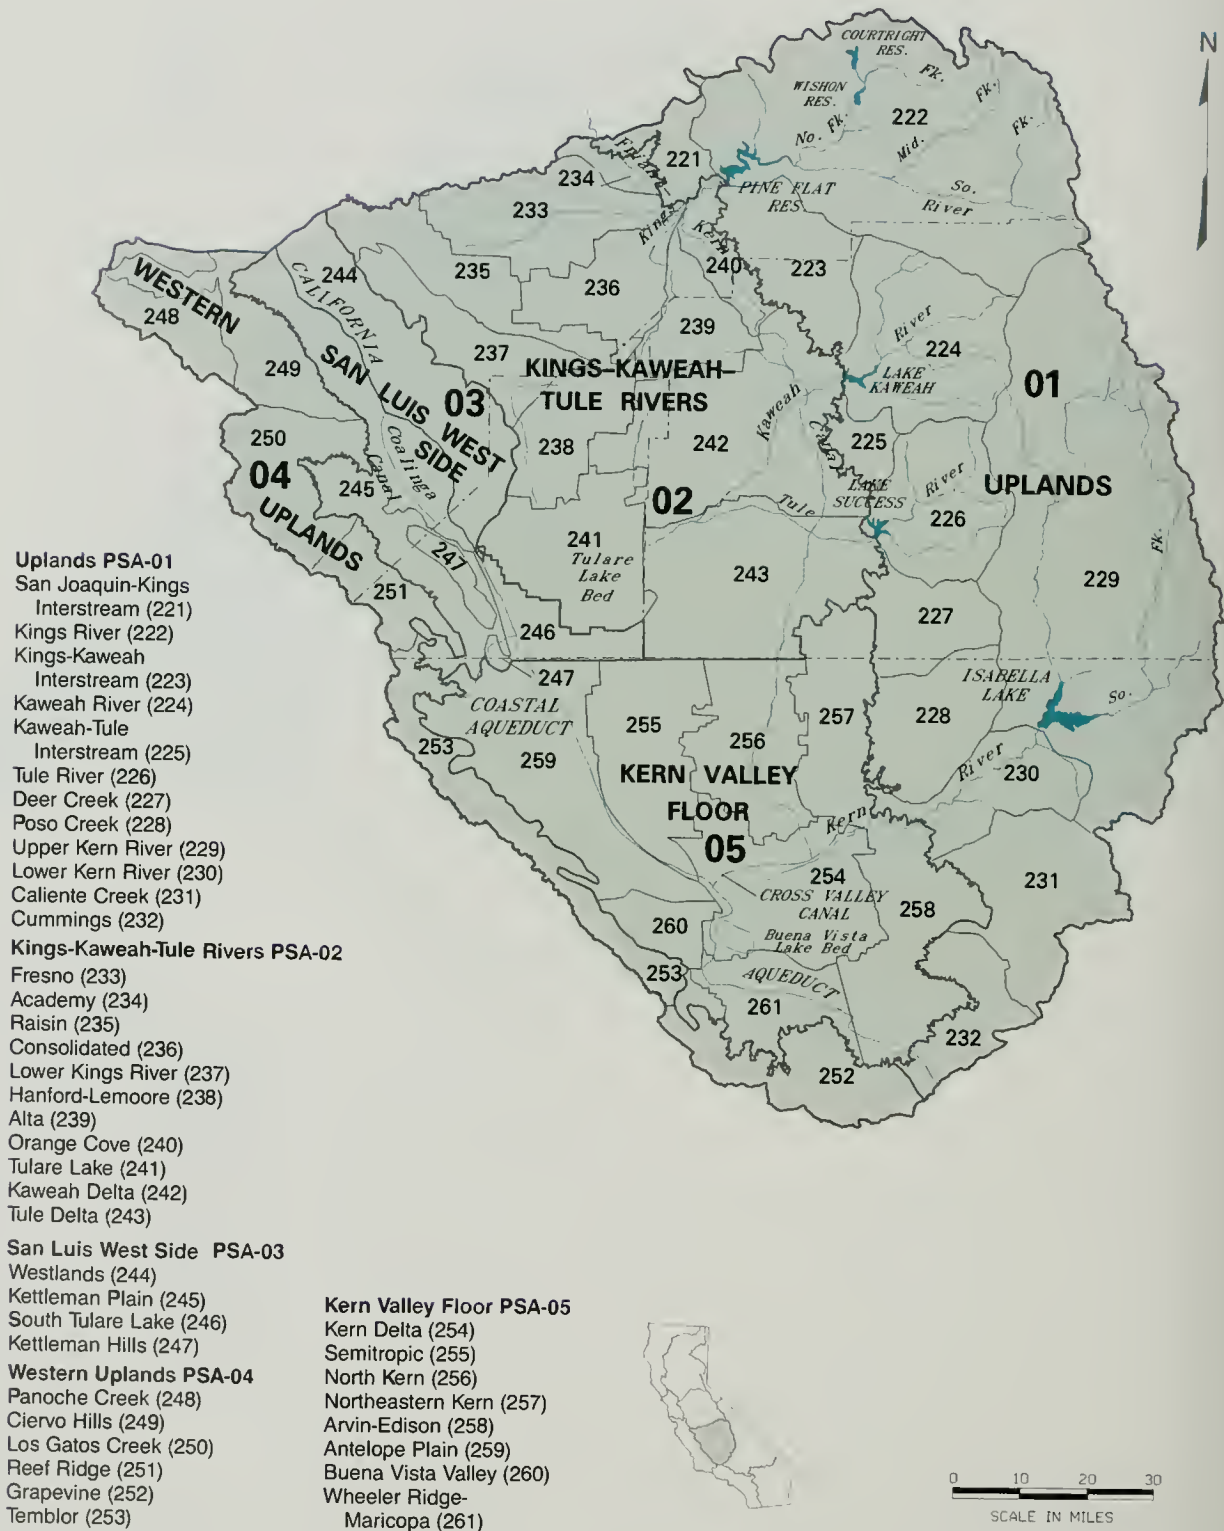 COURTRIGHT
RES.
N
WISHON
RES.
Fk.
Fk.
Fk.
222
No. Fk.
Mid.
Friant
221
234
233
PINE FLAT
RES.
So.
River
Kings
Kern
244
235
236
240
223
WESTERN
248
CALIFORNIA
239
River
224
LAKE
KAWEAH
01
249
237
KINGS–KAWEAH–
TULE RIVERS
SAN LUIS WEST
SIDE
03
Kaweah
Canal
250
Coalinga
Canal
238
242
225
04
245
UPLANDS
02
LAKE
SUCCESS
River
UPLANDS
Tule
226
Fk.
241
Tulare
Lake
Bed
247
243
229
251
246
227
247
ISABELLA
LAKE
So.
COASTAL
AQUEDUCT
255
257
228
253
259
256
River
230
KERN VALLEY
FLOOR
05
Kern
254
231
CROSS VALLEY
CANAL
258
260
Buena Vista
Lake Bed
253
AQUEDUCT
261
232
252
Uplands PSA-01
San Joaquin-Kings
Interstream (221)
Kings River (222)
Kings-Kaweah
Interstream (223)
Kaweah River (224)
Kaweah-Tule
Interstream (225)
Tule River (226)
Deer Creek (227)
Poso Creek (228)
Upper Kern River (229)
Lower Kern River (230)
Caliente Creek (231)
Cummings (232)
Kings-Kaweah-Tule Rivers PSA-02
Fresno (233)
Academy (234)
Raisin (235)
Consolidated (236)
Lower Kings River (237)
Hanford-Lemoore (238)
Alta (239)
Orange Cove (240)
Tulare Lake (241)
Kaweah Delta (242)
Tule Delta (243)
San Luis West Side PSA-03
Westlands (244)
Kettleman Plain (245)
South Tulare Lake (246)
Kettleman Hills (247)
Western Uplands PSA-04
Panoche Creek (248)
Ciervo Hills (249)
Los Gatos Creek (250)
Reef Ridge (251)
Grapevine (252)
Temblor (253)
Kern Valley Floor PSA-05
Kern Delta (254)
Semitropic (255)
North Kern (256)
Northeastern Kern (257)
Arvin-Edison (258)
Antelope Plain (259)
Buena Vista Valley (260)
Wheeler Ridge-
Maricopa (261)
0 10 20 30
SCALE IN MILES